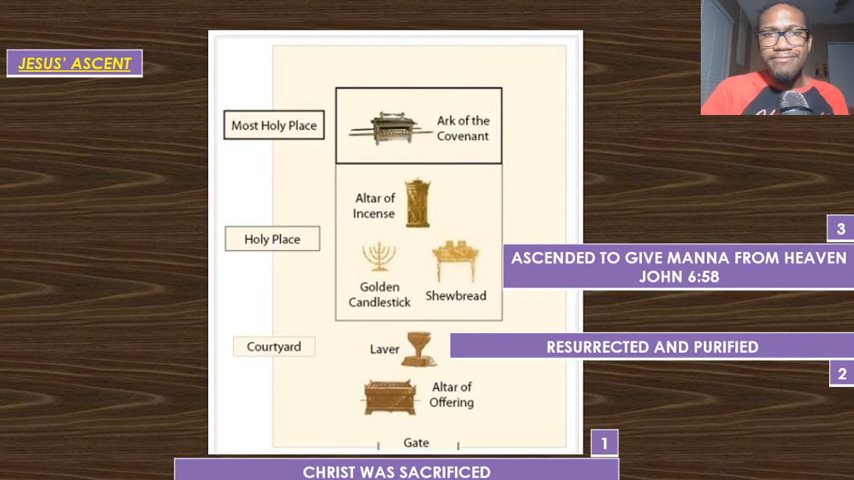 JESUS' ASCENT
Most Holy Place
Ark of the
Covenant
Altar of
Incense
Holy Place
Golden
Candlestick
Shewbread
3
ASCENDED TO GIVE MANNA FROM HEAVEN
JOHN 6:58
Courtyard
Laver
RESURRECTED AND PURIFIED
2
Altar of
Offering
Gate
1
CHRIST WAS SACRIFICED